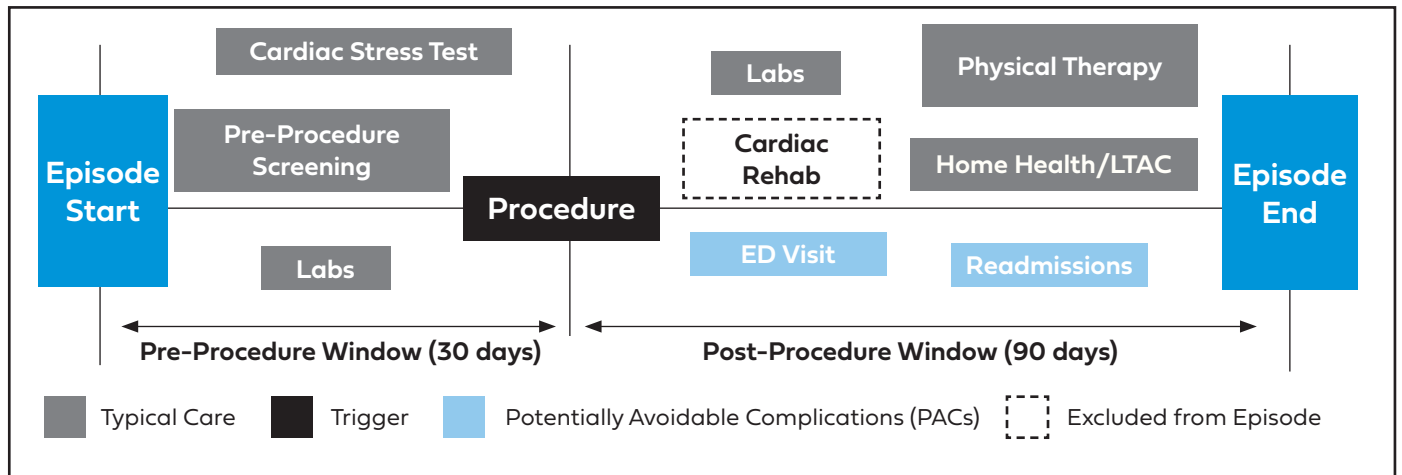 Cardiac Stress Test
Labs
Physical Therapy
Episode
Start
Pre-Procedure
Screening
Cardiac
Rehab
Home Health/LTAC
Episode
End
Procedure
Labs
ED Visit
Readmissions
Pre-Procedure Window (30 days)
Post-Procedure Window (90 days)
Typical Care
Trigger
Potentially Avoidable Complications (PACs)
Excluded from Episode